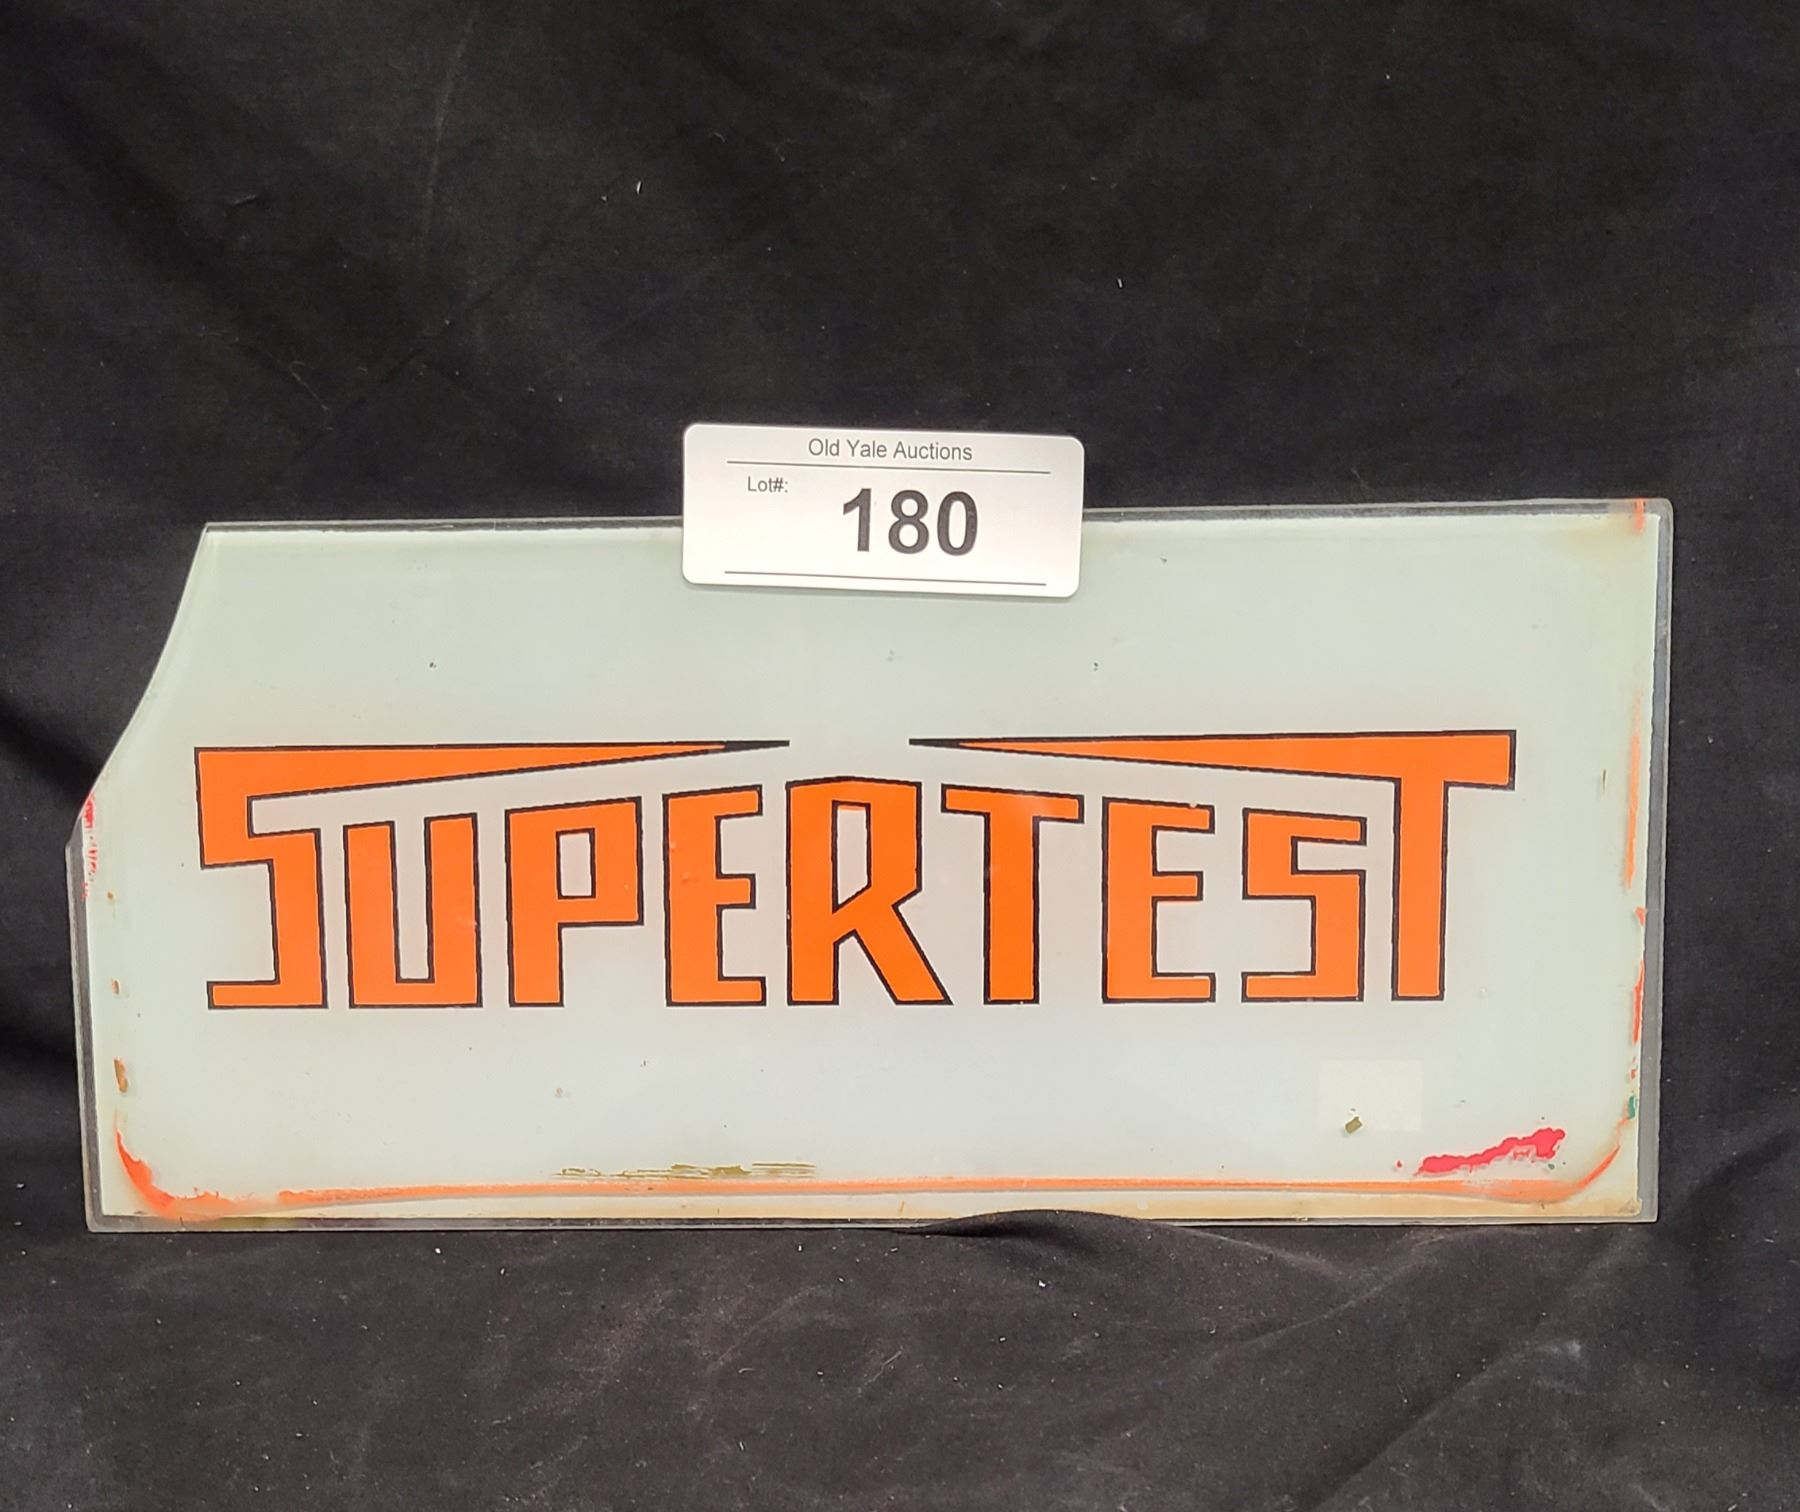 Old Yale Auctions
Lot#:
180
SUPERTEST